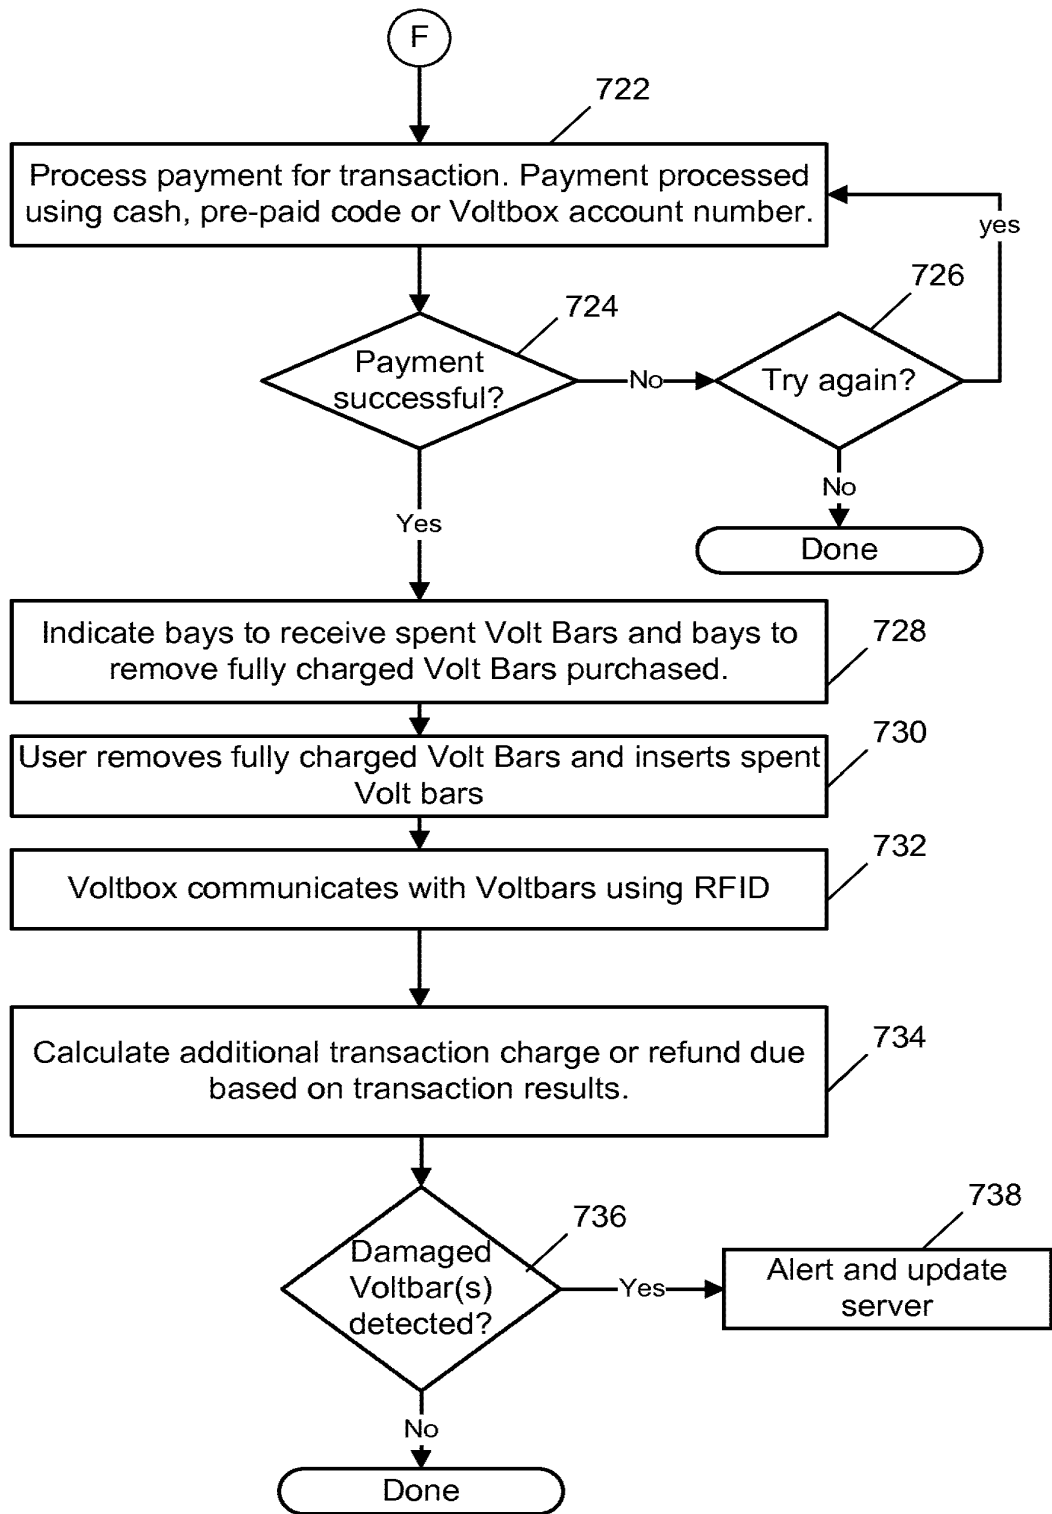 F
722
Process payment for transaction. Payment processed
using cash, pre-paid code or Voltbox account number.
yes
726
724
Payment
successful?
No
Try again?
No
Done
Yes
Indicate bays to receive spent Volt Bars and bays to
remove fully charged Volt Bars purchased.
728
730
User removes fully charged Volt Bars and inserts spent
Volt bars
732
Voltbox communicates with Voltbars using RFID
734
Calculate additional transaction charge or refund due
based on transaction results.
736
738
Damaged
Voltbar(s)
detected?
Yes
Alert and update
server
No
Done